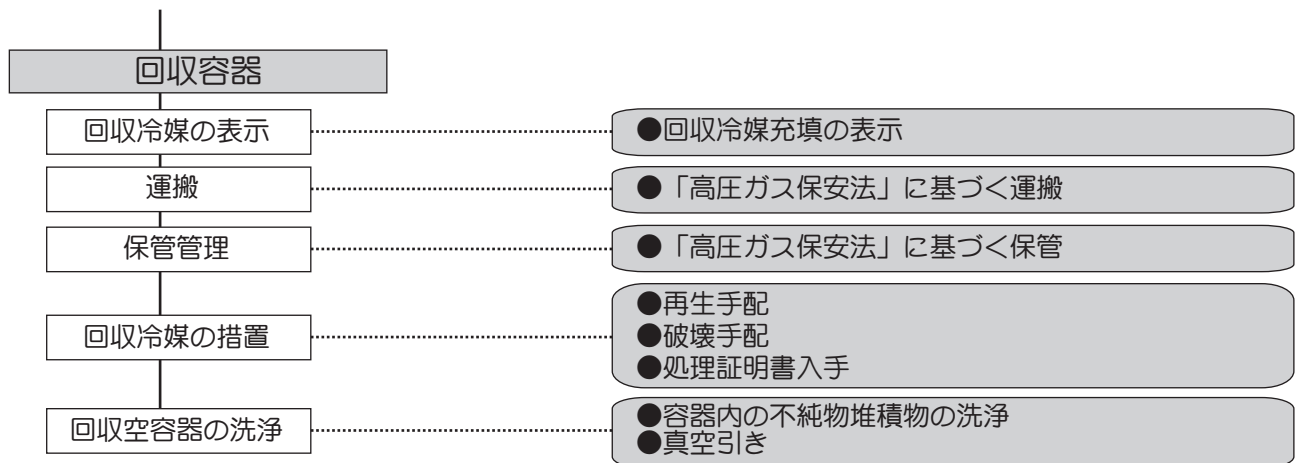 回収容器
回収冷媒の表示
●回収冷媒充填の表示
運搬
●「高圧ガス保安法」に基づく運搬
保管管理
●「高圧ガス保安法」に基づく保管
回収冷媒の措置
●再生手配
●破壊手配
●処理証明書入手
回収空容器の洗浄
●容器内の不純物堆積物の洗浄
●真空引き